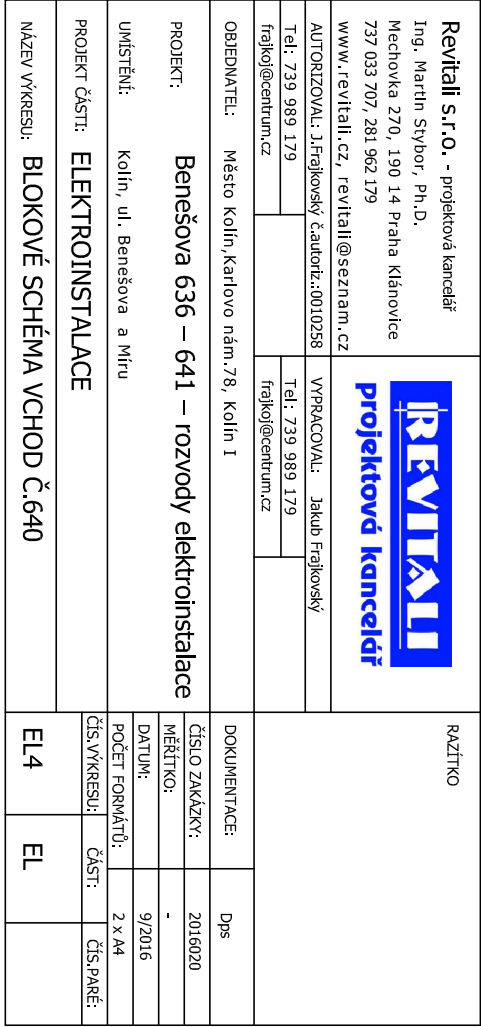 Revitali s.r.o. - projektová kancelář
Ing. Martin Stybor, Ph.D.
Mechovka 270, 190 14 Praha Klánovice
737 033 707, 281 962 179
www.revitali.cz, revitali@seznam.cz
REVITALI
projektová kancelář
RAZÍTKO
AUTORIZOVAL: J.Frajkovský č.autoriz.:0010258
VYPRACOVAL: Jakub Frajkovský
Tel: 739 989 179
frajkoj@centrum.cz
Tel: 739 989 179
frajkoj@centrum.cz
OBJEDNATEL: Město Kolín,Karlovo nám.78, Kolín I
DOKUMENTACE: Dps
PROJEKT: Benešova 636 – 641 – rozvody elektroinstalace
ČÍSLO ZAKÁZKY: 2016020
MĚŘÍTKO: -
UMÍSTĚNÍ: Kolín, ul. Benešova a Míru
DATUM: 9/2016
POČET FORMÁTŮ: 2 x A4
PROJEKT ČÁSTI: ELEKTROINSTALACE
ČÍS.VÝKRESU: ČÁST: ČÍS.PARÉ:
NÁZEV VÝKRESU: BLOKOVÉ SCHÉMA VCHOD Č.640
EL4 EL